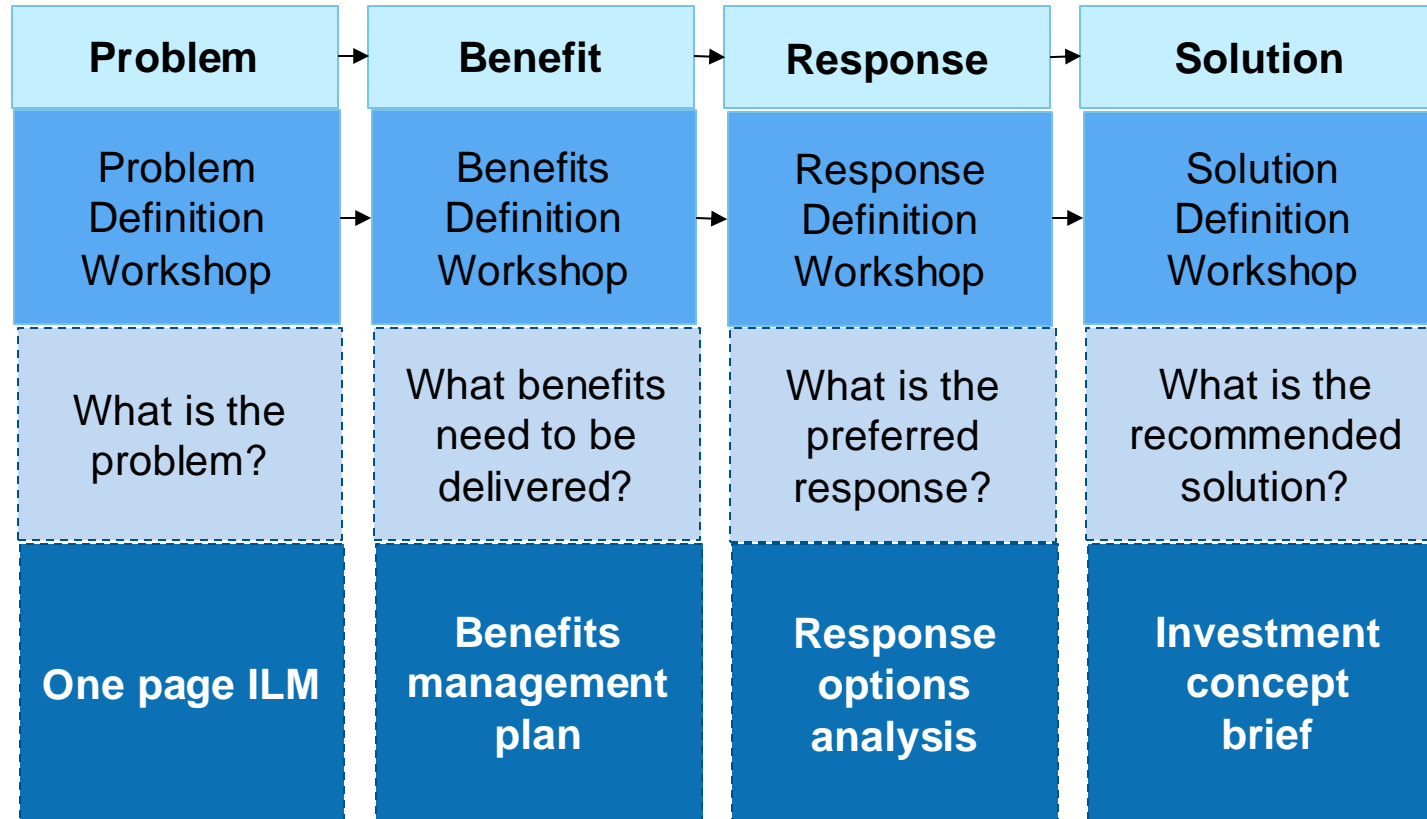 Problem
Benefit
Response
Solution
Problem
Definition
Workshop
Benefits
Definition
Workshop
Response
Definition
Workshop
Solution
Definition
Workshop
What is the
problem?
What benefits
need to be
delivered?
What is the
preferred
response?
What is the
recommended
solution?
One page ILM
Benefits
management
plan
Response
options
analysis
Investment
concept
brief